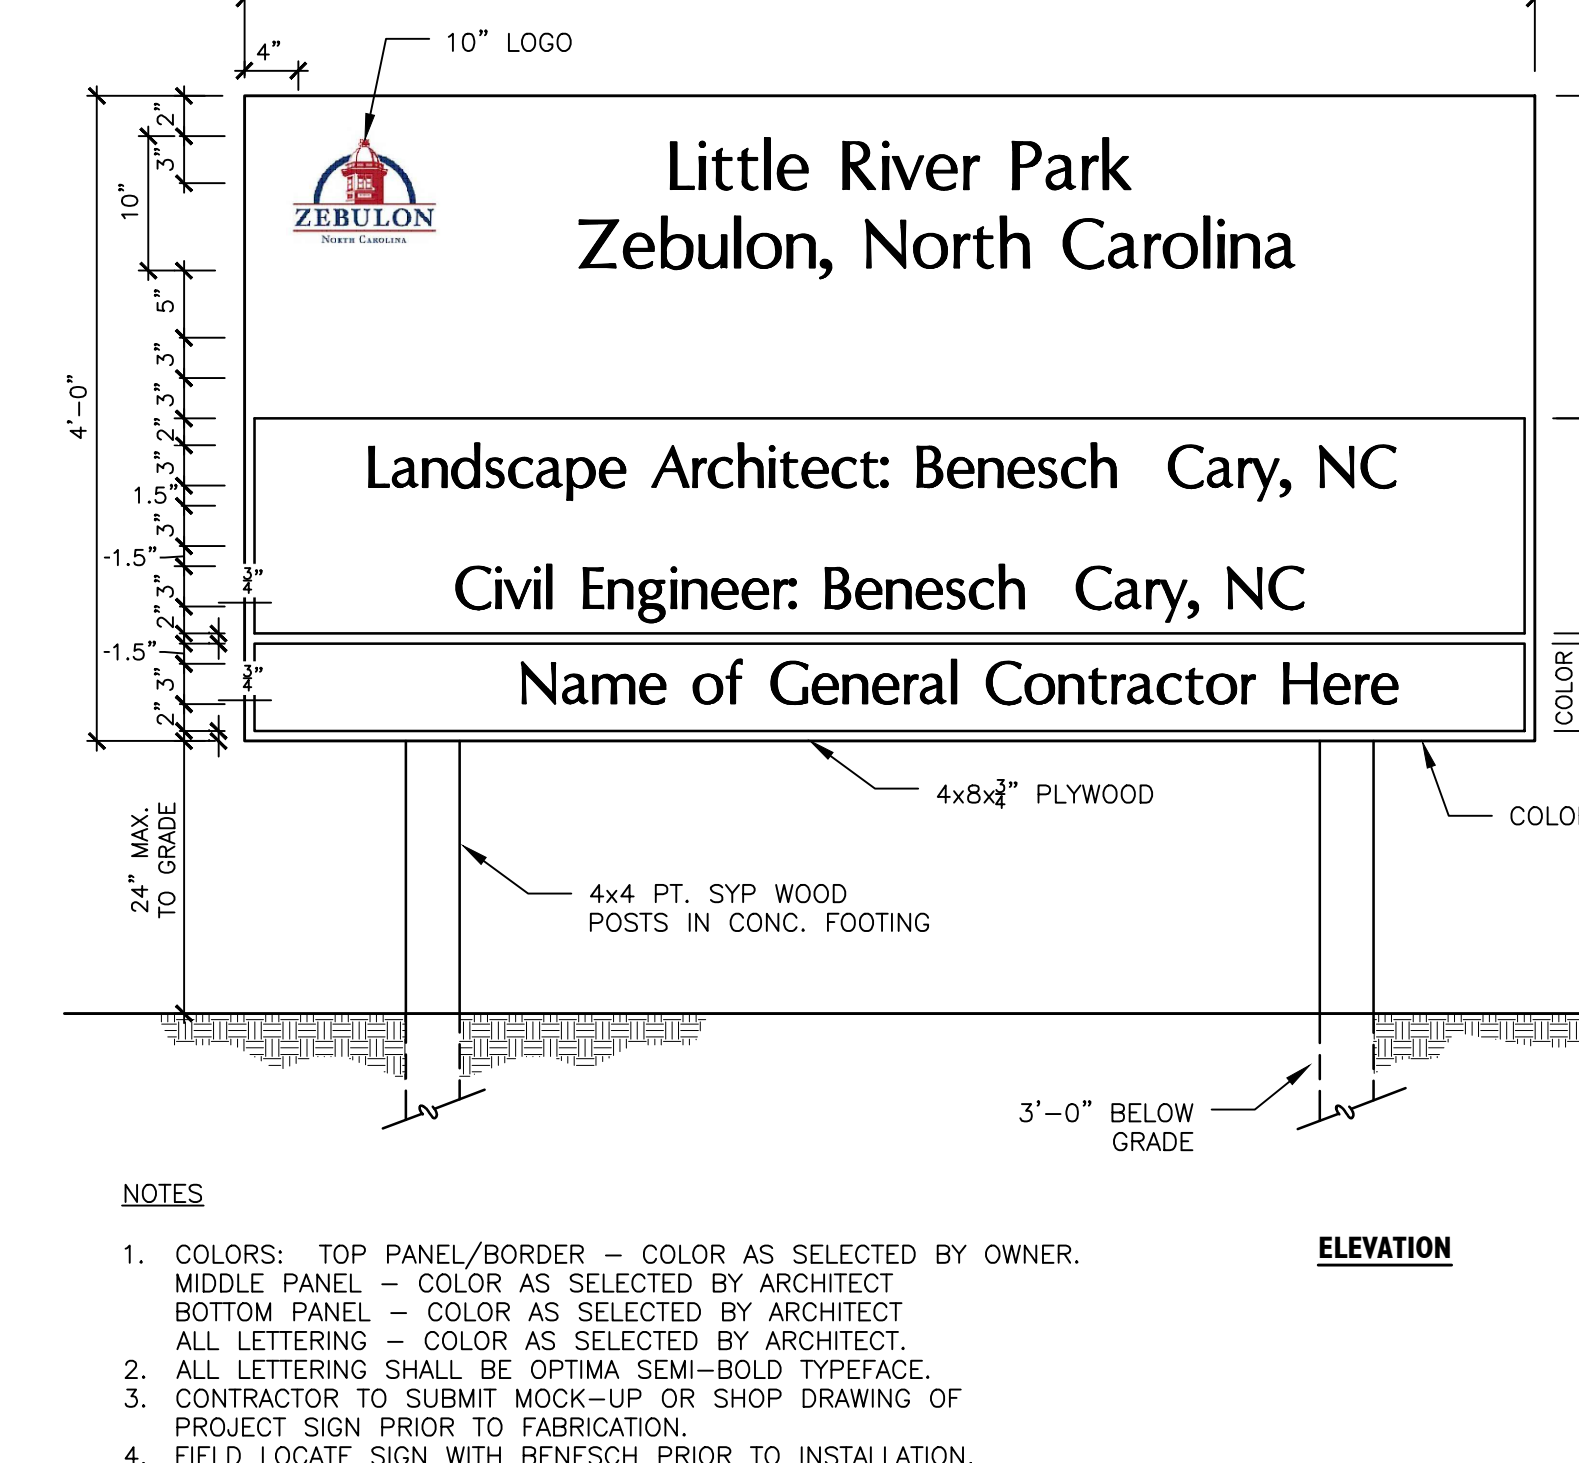 4"
10" LOGO
2"
3"
10"
5"
3"
3"
2"
3"
1.5"
3"
-1.5"
3"
2"
-1.5"
3"
2"
4'-0"
3/4"
3/4"
ZEBULON
NORTH CAROLINA
Little River Park
Zebulon, North Carolina
Landscape Architect: Benesch Cary, NC
Civil Engineer: Benesch Cary, NC
Name of General Contractor Here
COLOR
4x8x3/4" PLYWOOD
24" MAX.
TO GRADE
4x4 PT. SYP WOOD
POSTS IN CONC. FOOTING
3'-0" BELOW
GRADE
NOTES
ELEVATION
1. COLORS: TOP PANEL/BORDER – COLOR AS SELECTED BY OWNER.
MIDDLE PANEL – COLOR AS SELECTED BY ARCHITECT
BOTTOM PANEL – COLOR AS SELECTED BY ARCHITECT
ALL LETTERING – COLOR AS SELECTED BY ARCHITECT.
2. ALL LETTERING SHALL BE OPTIMA SEMI–BOLD TYPEFACE.
3. CONTRACTOR TO SUBMIT MOCK–UP OR SHOP DRAWING OF
PROJECT SIGN PRIOR TO FABRICATION.
4. FIELD LOCATE SIGN WITH BENESCH PRIOR TO INSTALLATION.